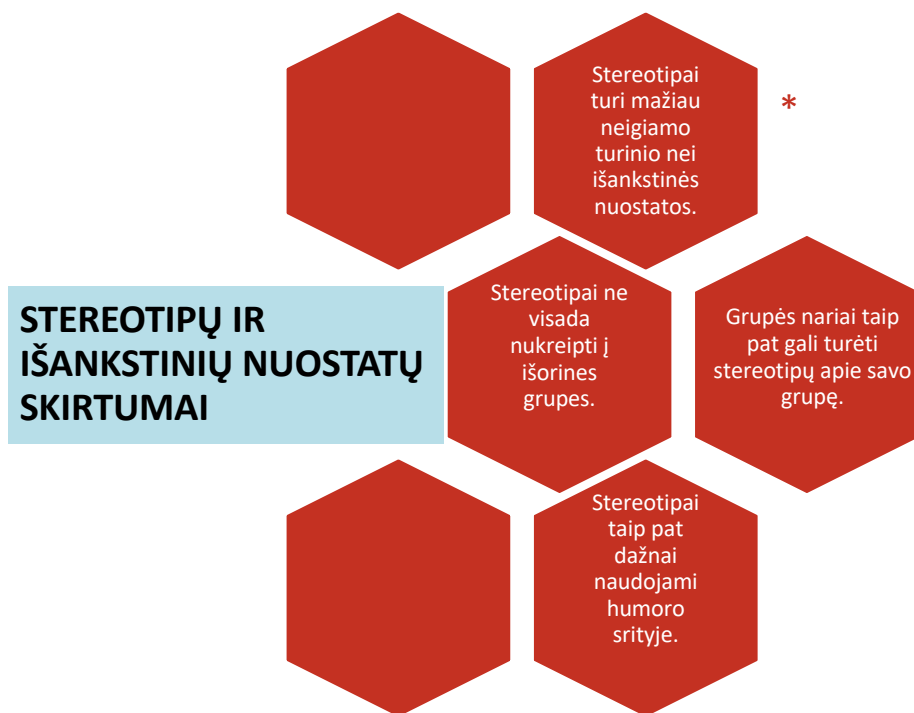 STEREOTIPŲ IR
IŠANKSTINIŲ NUOSTATŲ
SKIRTUMAI
Stereotipai
turi mažiau
neigiamo
turinio nei
išankstinės
nuostatos.
*
Stereotipai ne
visada
nukreipti į
išorines
grupes.
Grupės nariai taip
pat gali turėti
stereotipų apie savo
grupę.
Stereotipai
taip pat
dažnai
naudojami
humoro
srityje.